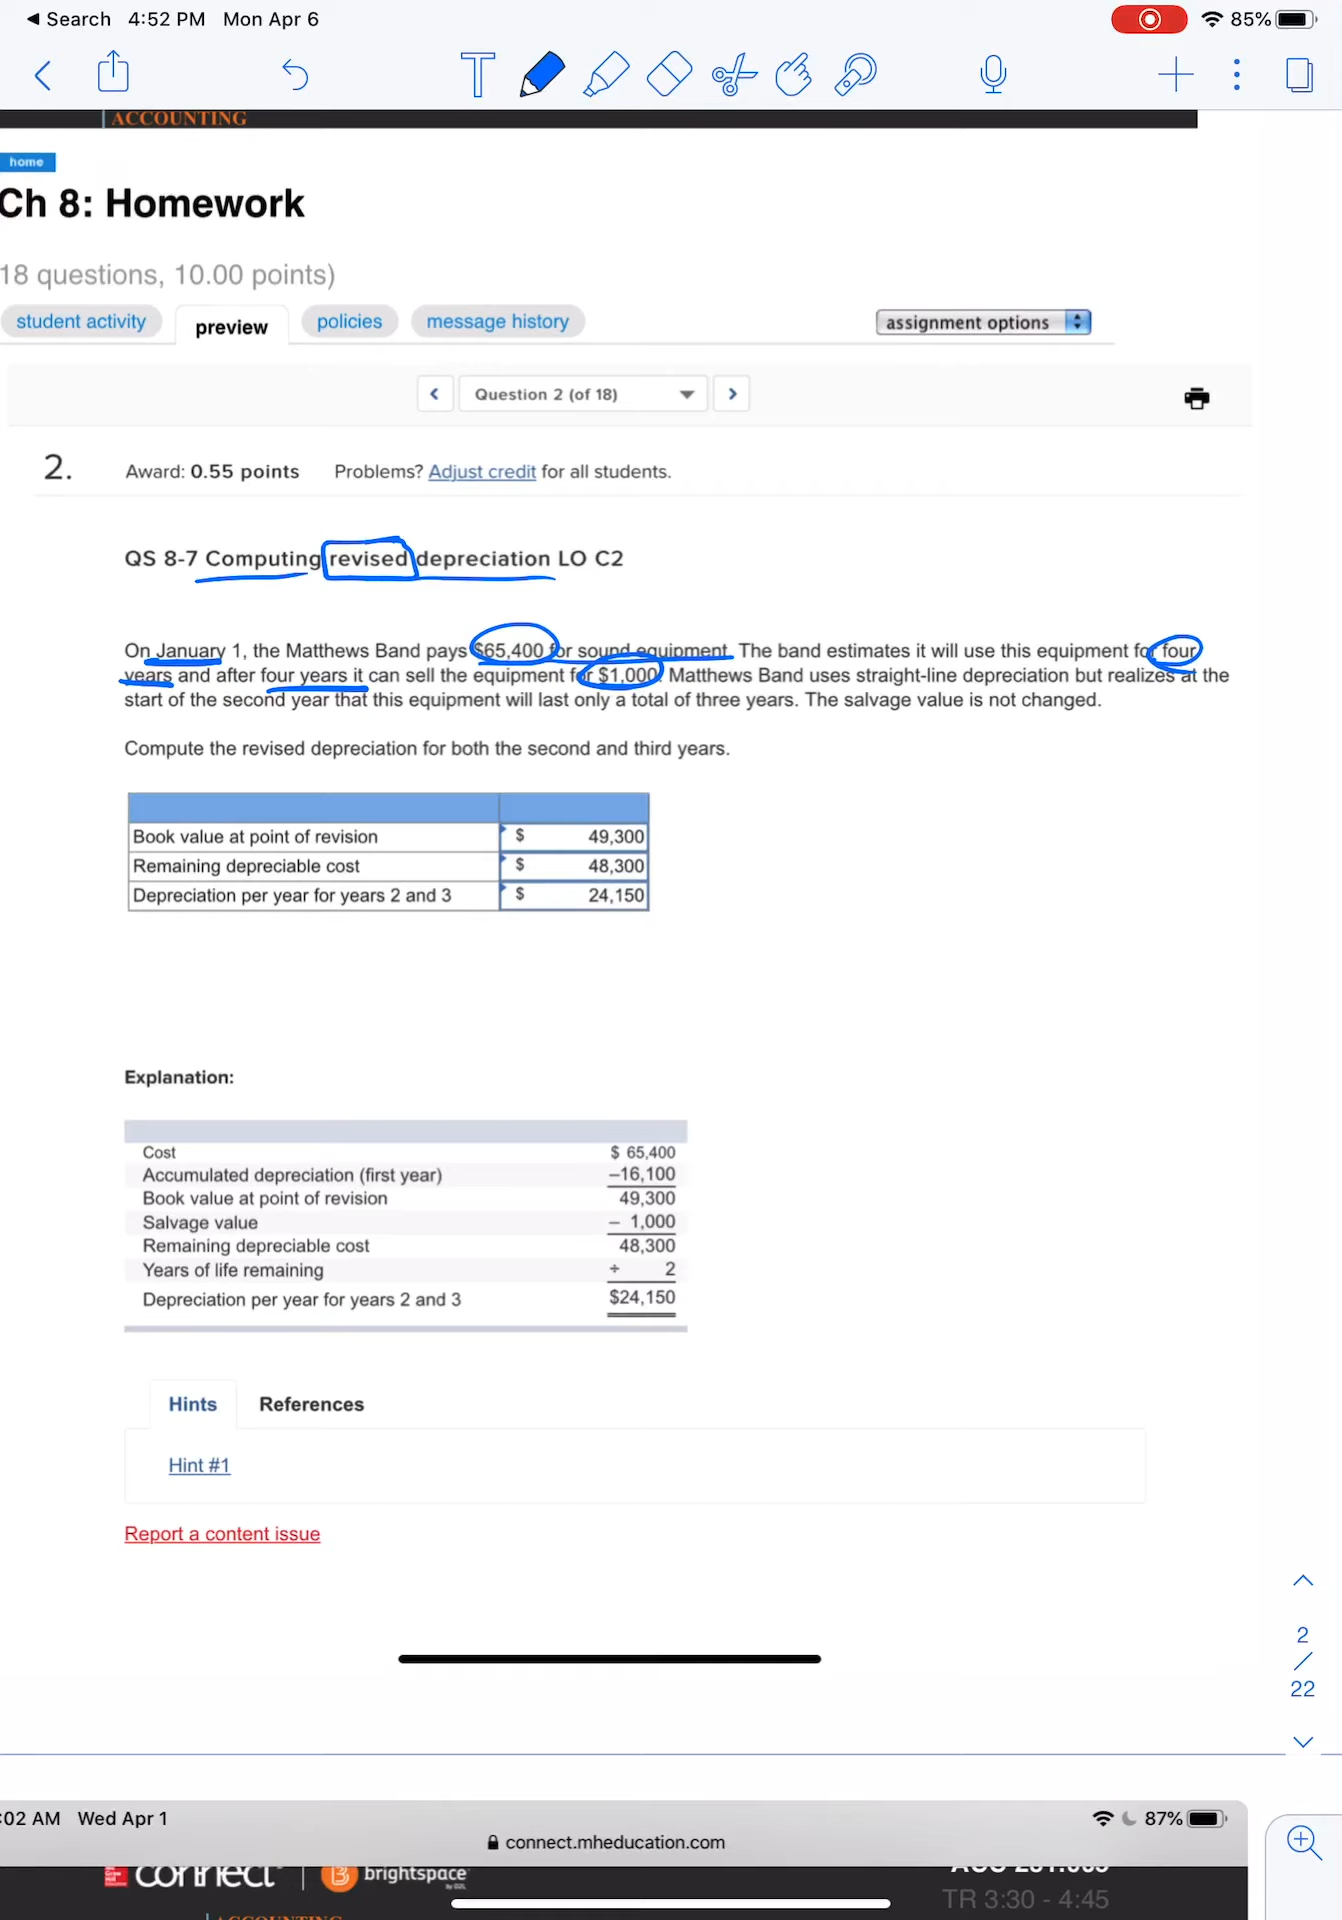 Search 4:52 PM Mon Apr 6 85%
ACCOUNTING
home
Ch 8: Homework
18 questions, 10.00 points)
student activity preview policies message history assignment options
Question 2 (of 18)
2. Award: 0.55 points Problems? Adjust credit for all students.
QS 8-7 Computing revised depreciation LO C2
On January 1, the Matthews Band pays $65,400 for sound equipment. The band estimates it will use this equipment for four
years and after four years it can sell the equipment for $1,000. Matthews Band uses straight-line depreciation but realizes at the
start of the second year that this equipment will last only a total of three years. The salvage value is not changed.
Compute the revised depreciation for both the second and third years.
Book value at point of revision $ 49,300
Remaining depreciable cost $ 48,300
Depreciation per year for years 2 and 3 $ 24,150
Explanation:
Cost $ 65,400
Accumulated depreciation (first year) –16,100
Book value at point of revision 49,300
Salvage value – 1,000
Remaining depreciable cost 48,300
Years of life remaining ÷ 2
Depreciation per year for years 2 and 3 $24,150
Hints References
Hint #1
Report a content issue
2
/
22
:02 AM Wed Apr 1 87%
connect.mheducation.com
connect brightspace
TR 3:30 - 4:45
ACCOUNTING